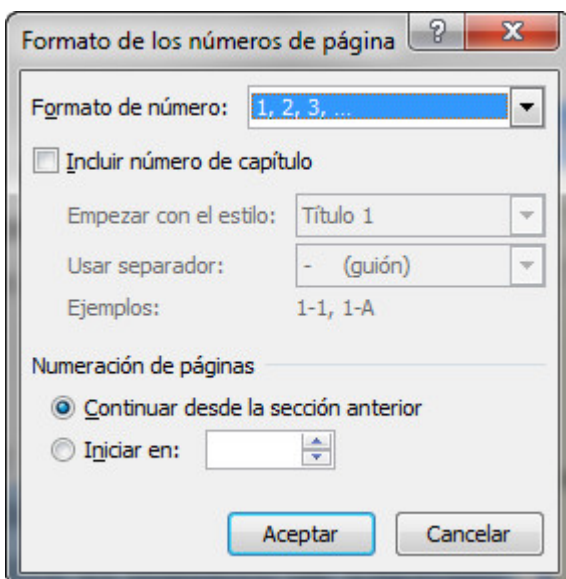 Formato de los números de página ? X
Formato de número: 1, 2, 3, ...
Incluir número de capítulo
Empezar con el estilo: Título 1
Usar separador: - (guión)
Ejemplos: 1-1, 1-A
Numeración de páginas
Continuar desde la sección anterior
Iniciar en:
Aceptar Cancelar